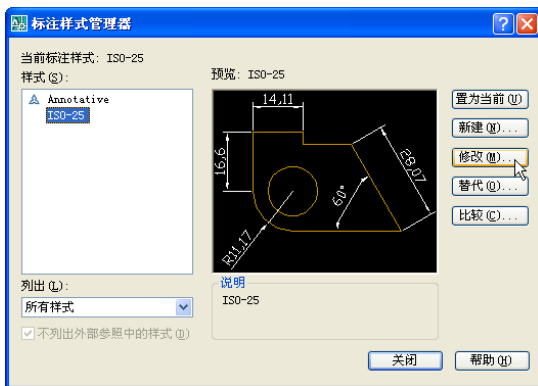 标注样式管理器
当前标注样式: ISO-25
样式(S):
Annotative
ISO-25
预览: ISO-25
14,11
16,6
28,07
60°
R11,17
置为当前(U)
新建(N)...
修改(M)...
替代(O)...
比较(C)...
列出(L):
所有样式
不列出外部参照中的样式(D)
说明
ISO-25
关闭
帮助(H)